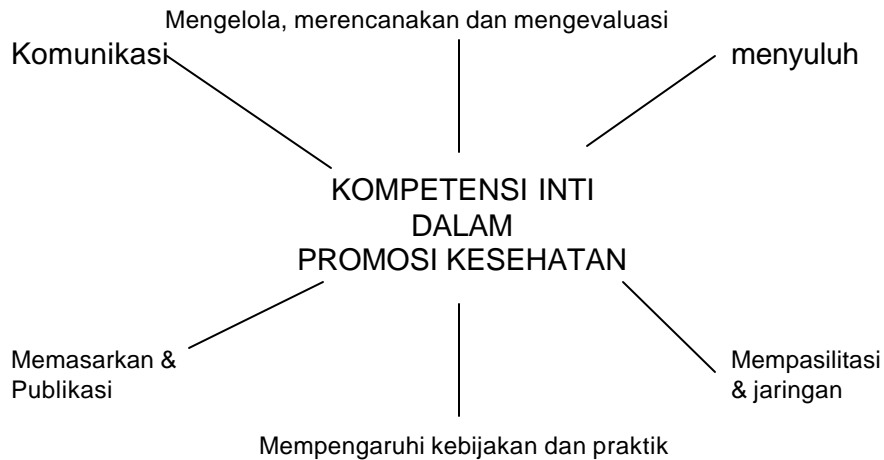 Mengelola, merencanakan dan mengevaluasi
Komunikasi
menyuluh
KOMPETENSI INTI
DALAM
PROMOSI KESEHATAN
Memasarkan &
Publikasi
Mempasilitasi
& jaringan
Mempengaruhi kebijakan dan praktik